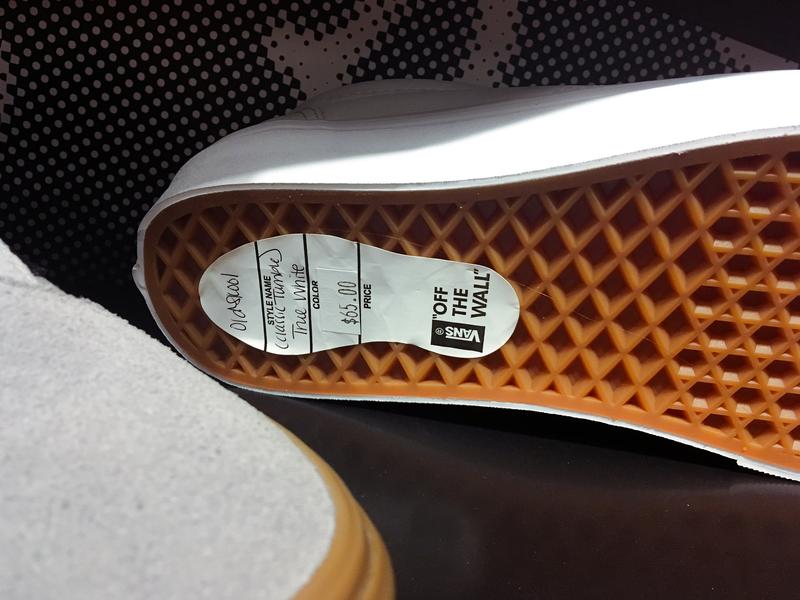 Old Skool
STYLE NAME
(Classic Tumble)
True White
COLOR
$65.00
PRICE
VANS®
"OFF
THE
WALL"